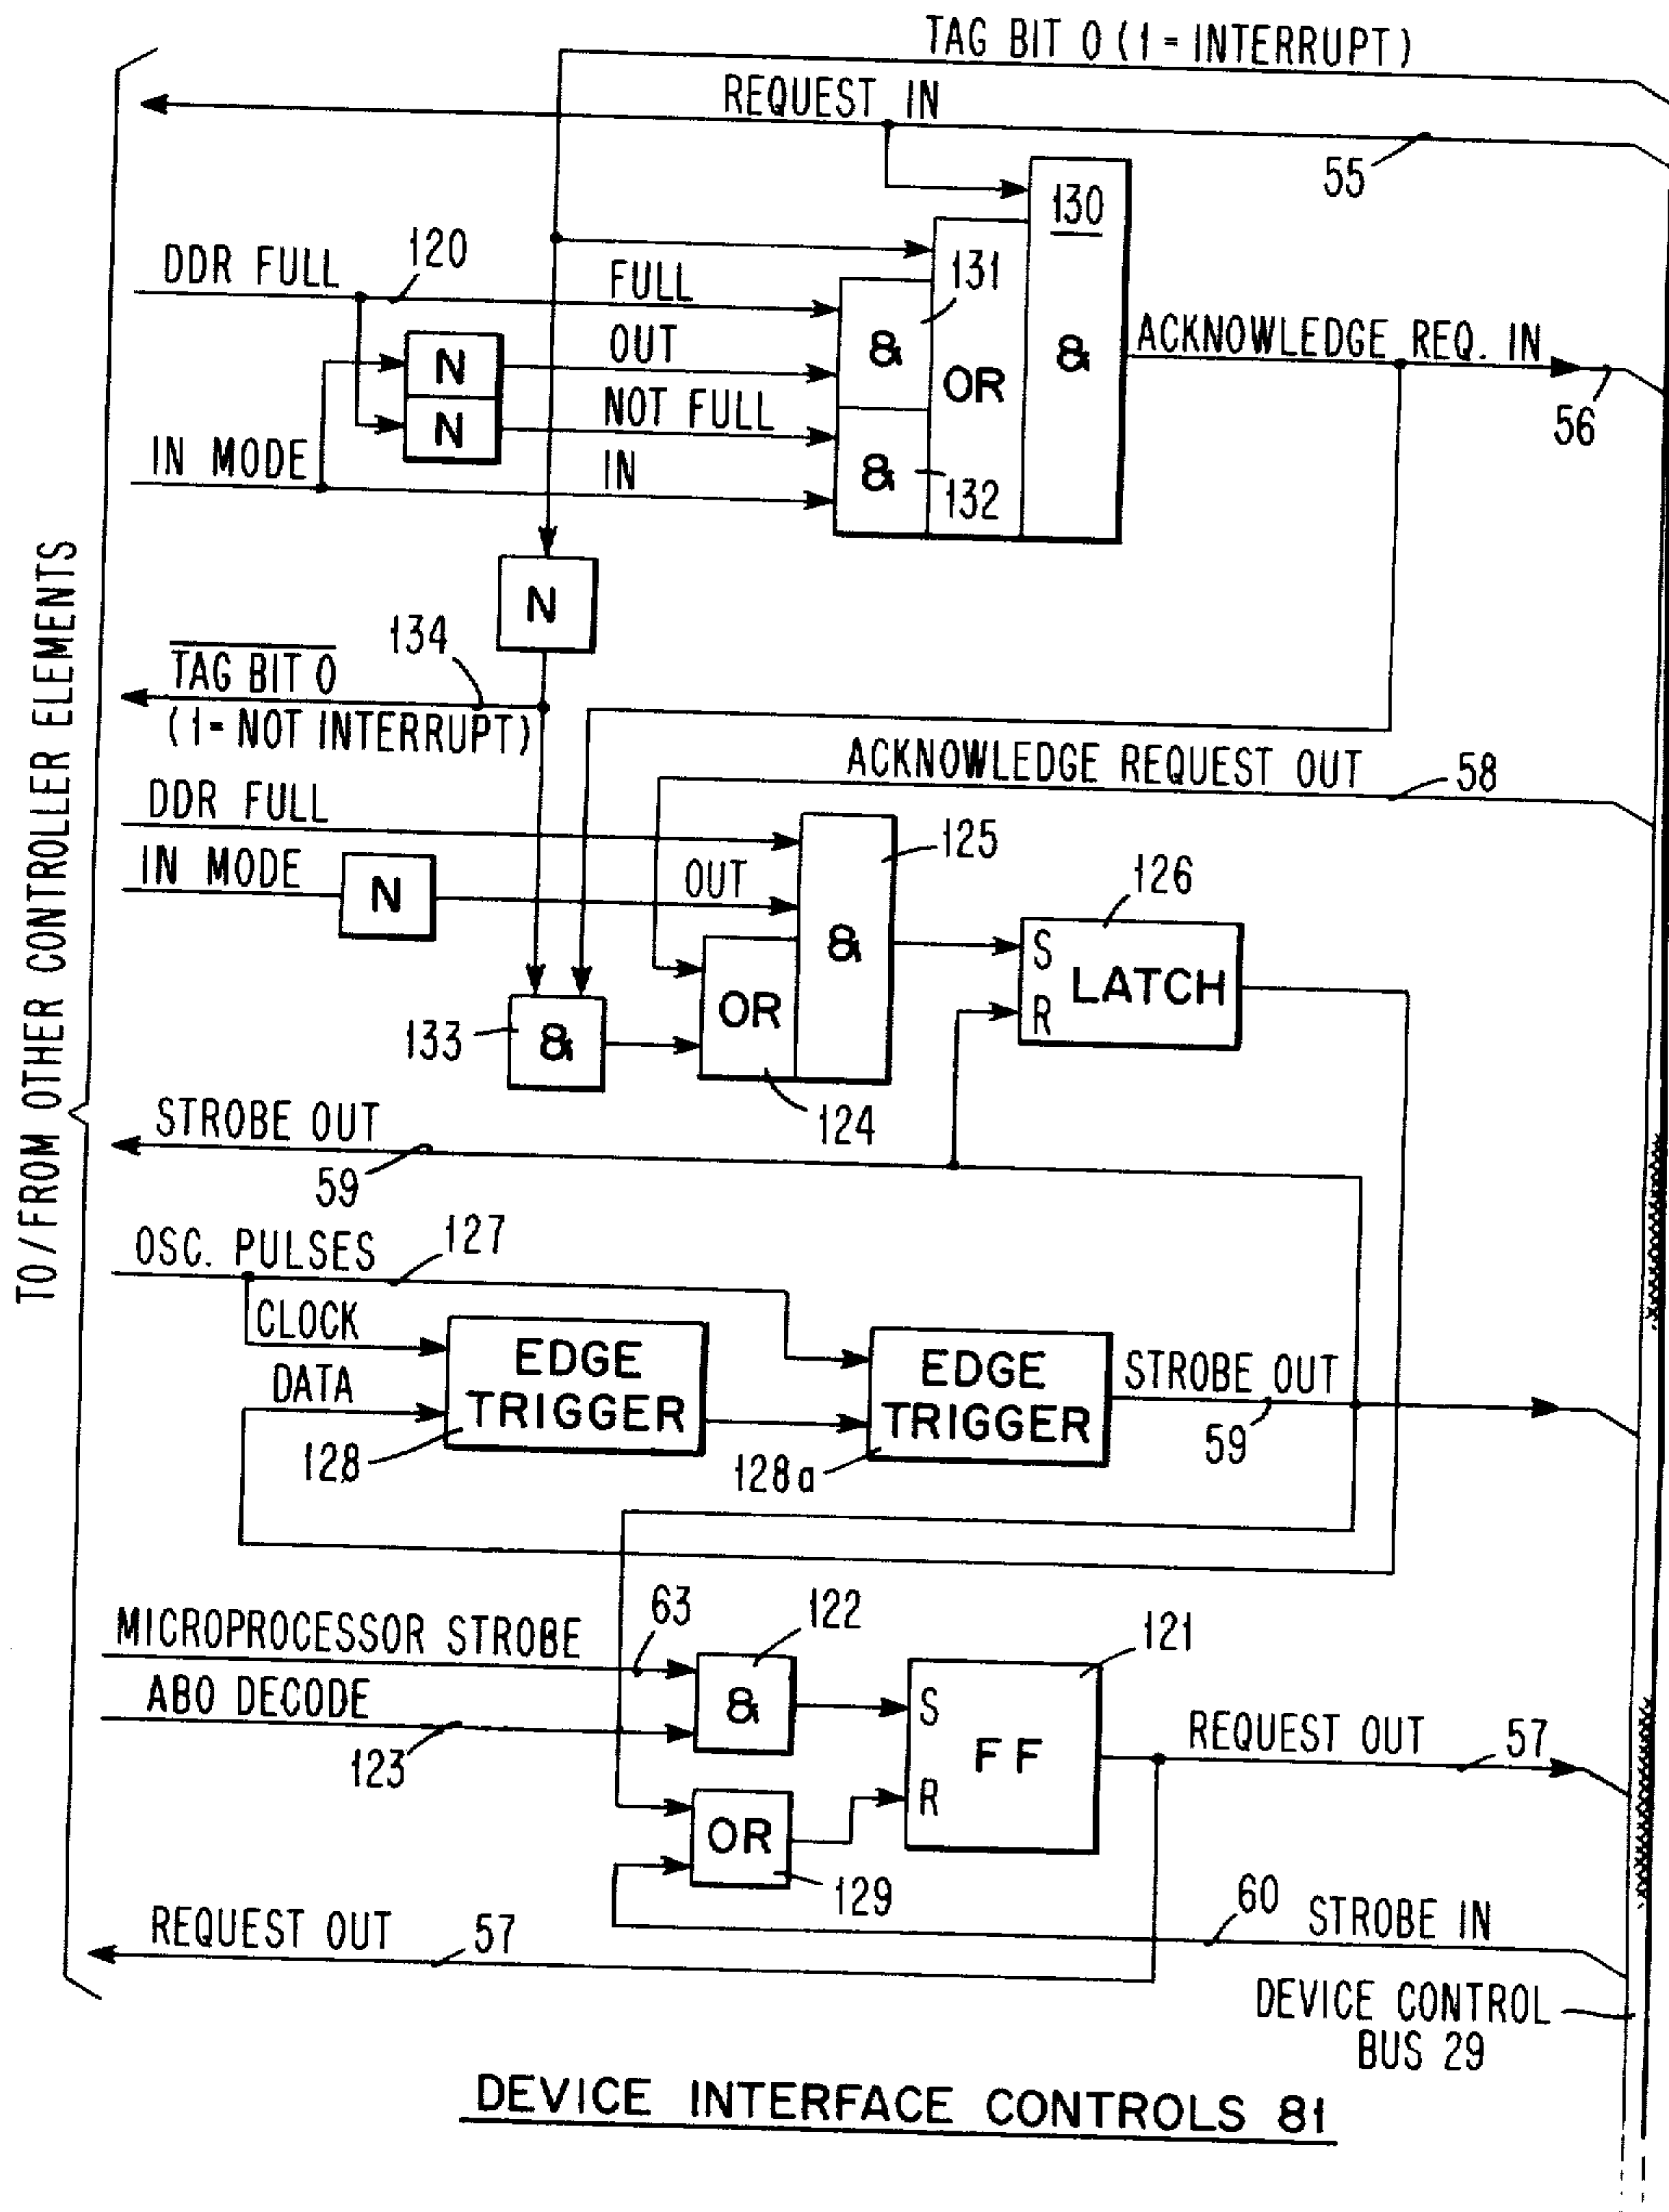 TAG BIT 0 (1 = INTERRUPT)
REQUEST IN
55
130
DDR FULL
120
FULL
131
&
OUT
N
OR
&
ACKNOWLEDGE REQ. IN
56
NOT FULL
N
IN MODE
IN
&
132
N
TO/FROM OTHER CONTROLLER ELEMENTS
134
TAG BIT 0
(1 = NOT INTERRUPT)
ACKNOWLEDGE REQUEST OUT
58
DDR FULL
125
IN MODE
N
OUT
&
126
S
LATCH
R
OR
133
&
124
STROBE OUT
59
OSC. PULSES
127
CLOCK
EDGE
TRIGGER
DATA
128
EDGE
TRIGGER
128a
STROBE OUT
59
MICROPROCESSOR STROBE
63
122
121
ABO DECODE
&
S
FF
R
REQUEST OUT
57
123
OR
129
60
STROBE IN
REQUEST OUT
57
DEVICE CONTROL
BUS 29
DEVICE INTERFACE CONTROLS 81